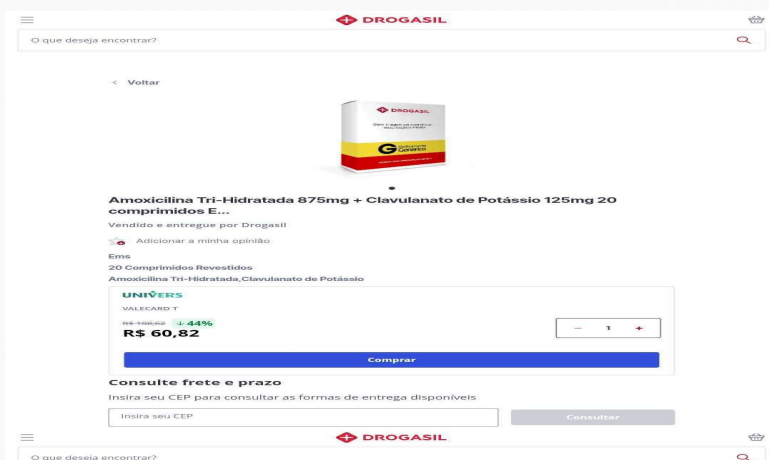 DROGASIL
O que deseja encontrar?
< Voltar
DROGASIL
G
Genérico
Amoxicilina Tri-Hidratada 875mg + Clavulanato de Potássio 125mg 20
comprimidos E...
Vendido e entregue por Drogasil
Adicionar a minha opinião
Ems
20 Comprimidos Revestidos
Amoxicilina Tri-Hidratada,Clavulanato de Potássio
UNIVERS
VALECARD T
↓ 44%
R$ 60,82
− 1 +
Comprar
Consulte frete e prazo
Insira seu CEP para consultar as formas de entrega disponíveis
Insira seu CEP
Consultar
DROGASIL
O que deseja encontrar?